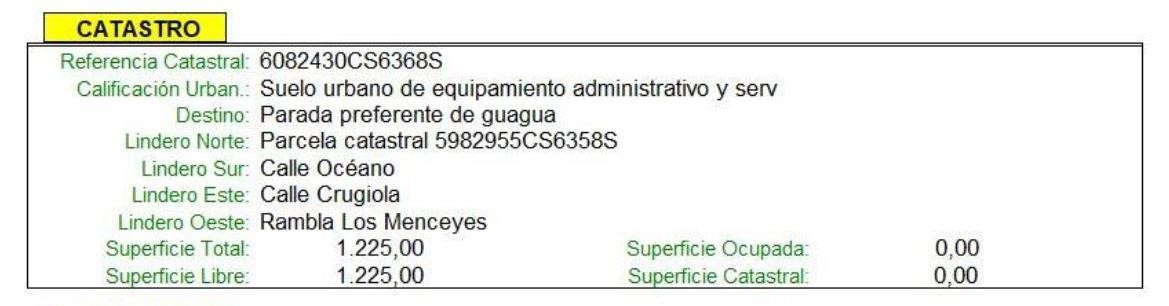 CATASTRO
Referencia Catastral: 6082430CS6368S
Calificación Urban.: Suelo urbano de equipamiento administrativo y serv
Destino: Parada preferente de guagua
Lindero Norte: Parcela catastral 5982955CS6358S
Lindero Sur: Calle Océano
Lindero Este: Calle Crugiola
Lindero Oeste: Rambla Los Menceyes
Superficie Total: 1.225,00 Superficie Ocupada: 0,00
Superficie Libre: 1.225,00 Superficie Catastral: 0,00